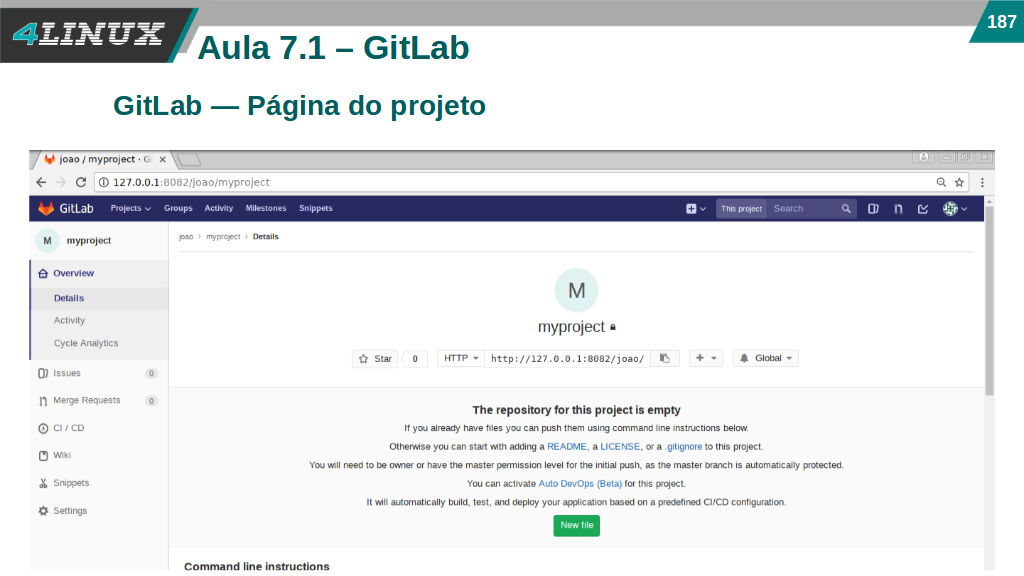 4LINUX
187
Aula 7.1 – GitLab
GitLab — Página do projeto
joao / myproject · G
127.0.0.1:8082/joao/myproject
GitLab Projects Groups Activity Milestones Snippets This project Search
M myproject
joao > myproject > Details
Overview
Details
Activity
Cycle Analytics
Issues 0
Merge Requests 0
CI / CD
Wiki
Snippets
Settings
M
myproject
Star 0 HTTP http://127.0.0.1:8082/joao/ Global
The repository for this project is empty
If you already have files you can push them using command line instructions below.
Otherwise you can start with adding a README, a LICENSE, or a .gitignore to this project.
You will need to be owner or have the master permission level for the initial push, as the master branch is automatically protected.
You can activate Auto DevOps (Beta) for this project.
It will automatically build, test, and deploy your application based on a predefined CI/CD configuration.
New file
Command line instructions